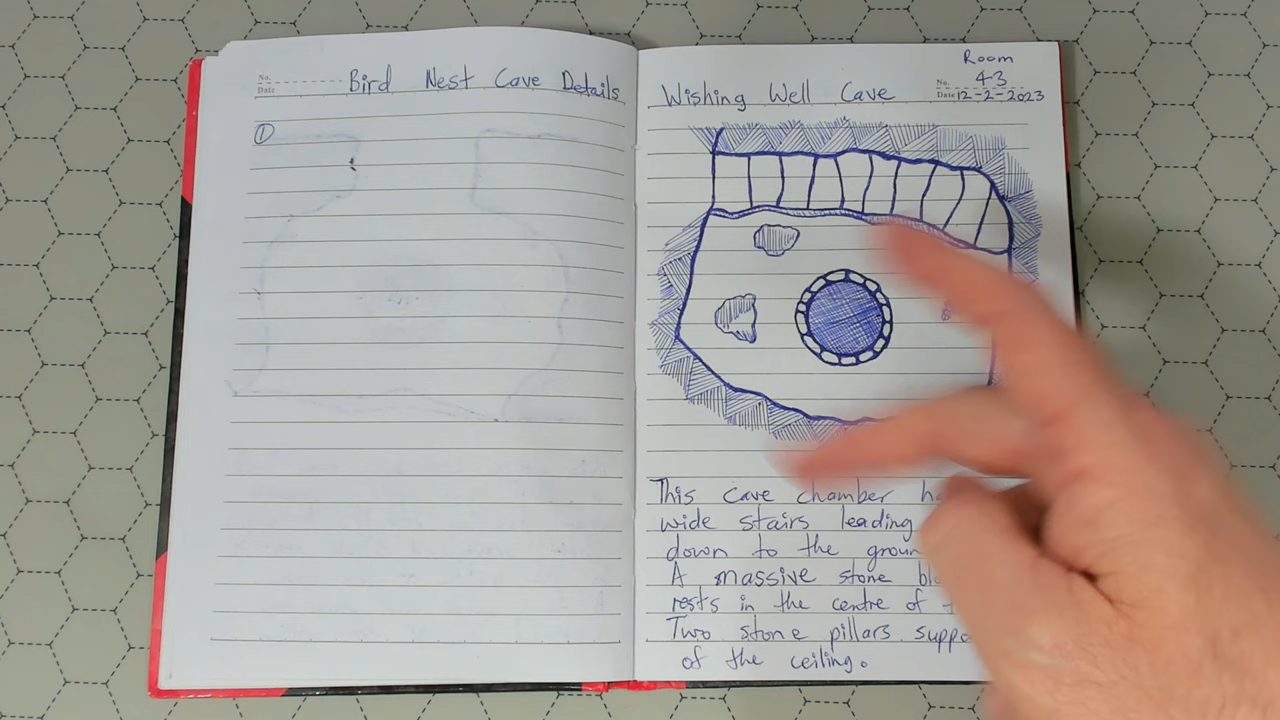 No.
Date
Bird Nest Cave Details
①
Room
No. 43
Date 12-2-2023
Wishing Well Cave
This cave chamber
wide stairs leading
down to the
A massive stone
rests in the centre of
Two stone pillars
of the ceiling.